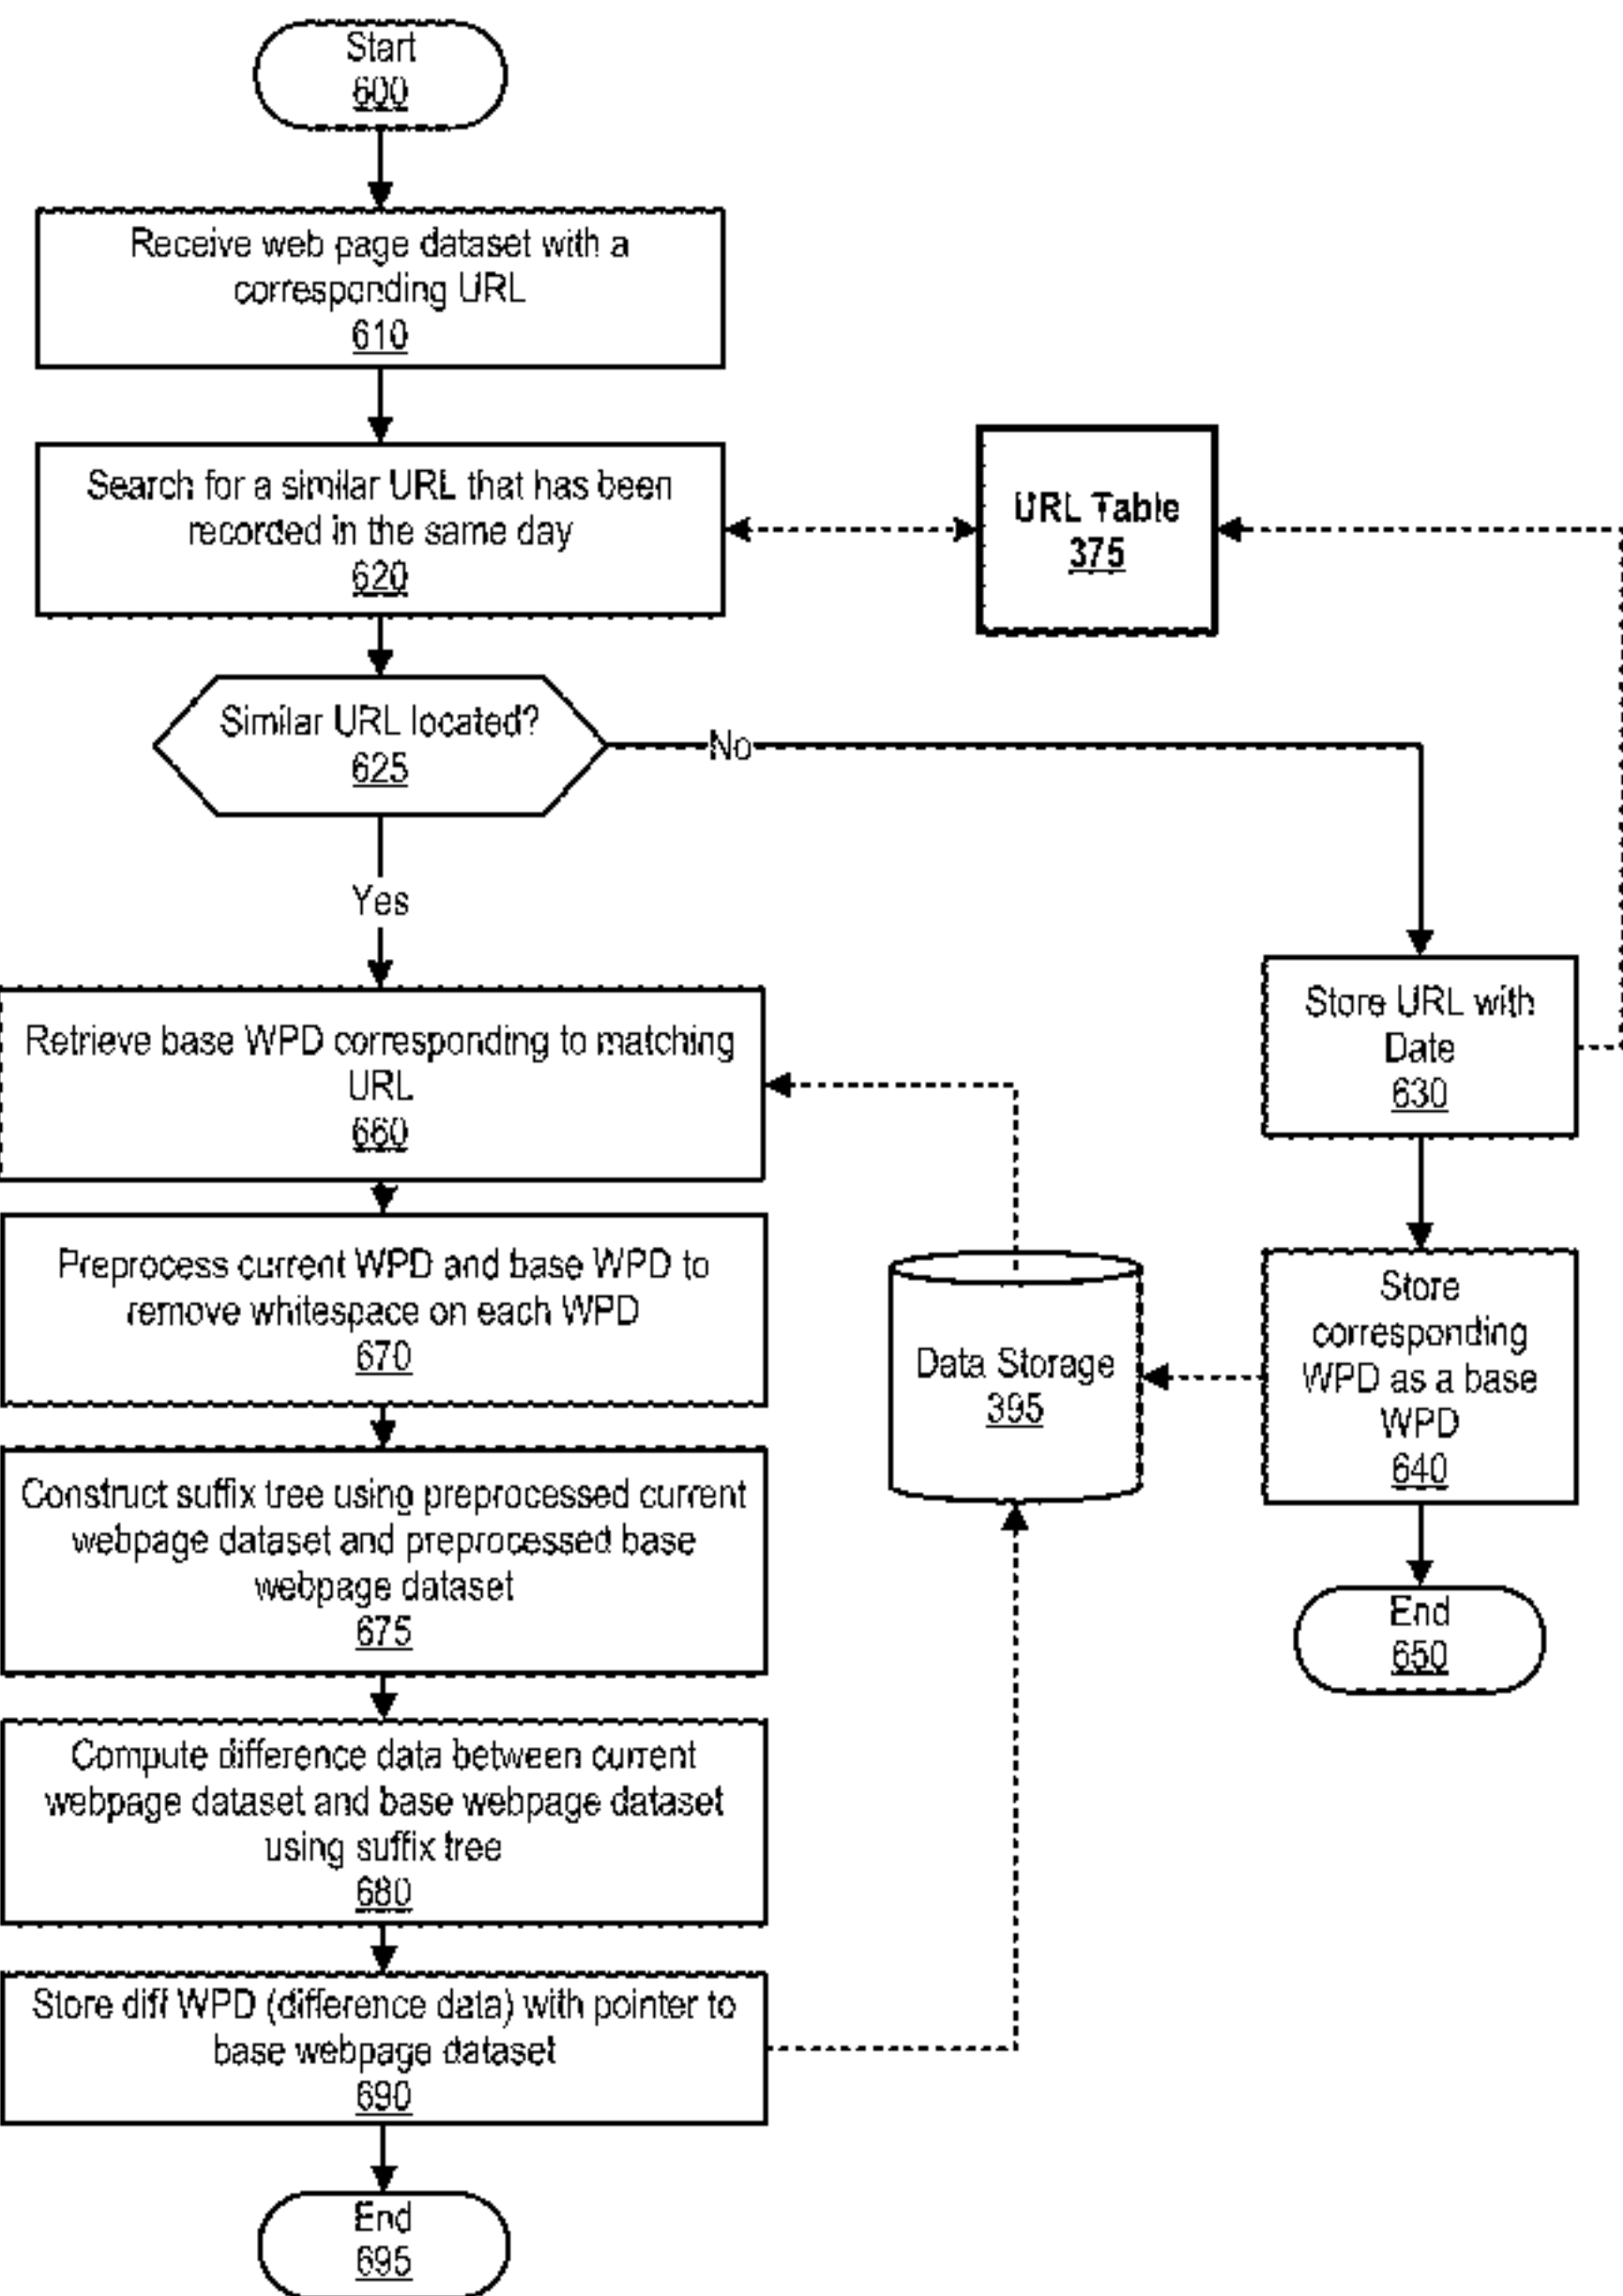 Start
600
Receive web page dataset with a
corresponding URL
610
Search for a similar URL that has been
recorded in the same day
620
URL Table
375
Similar URL located?
625
No
Yes
Retrieve base WPD corresponding to matching
URL
660
Store URL with
Date
630
Preprocess current WPD and base WPD to
remove whitespace on each WPD
670
Data Storage
395
Store
corresponding
WPD as a base
WPD
640
Construct suffix tree using preprocessed current
webpage dataset and preprocessed base
webpage dataset
675
End
650
Compute difference data between current
webpage dataset and base webpage dataset
using suffix tree
680
Store diff WPD (difference data) with pointer to
base webpage dataset
690
End
695